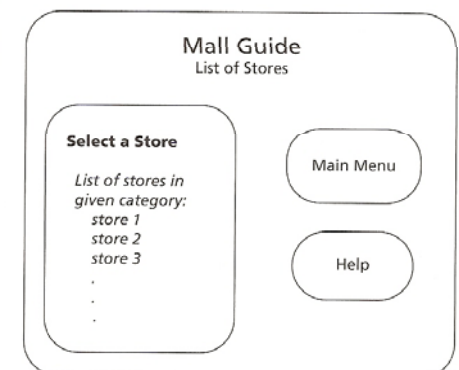 Mall Guide
List of Stores
Select a Store
List of stores in
given category:
store 1
store 2
store 3
.
.
.
Main Menu
Help